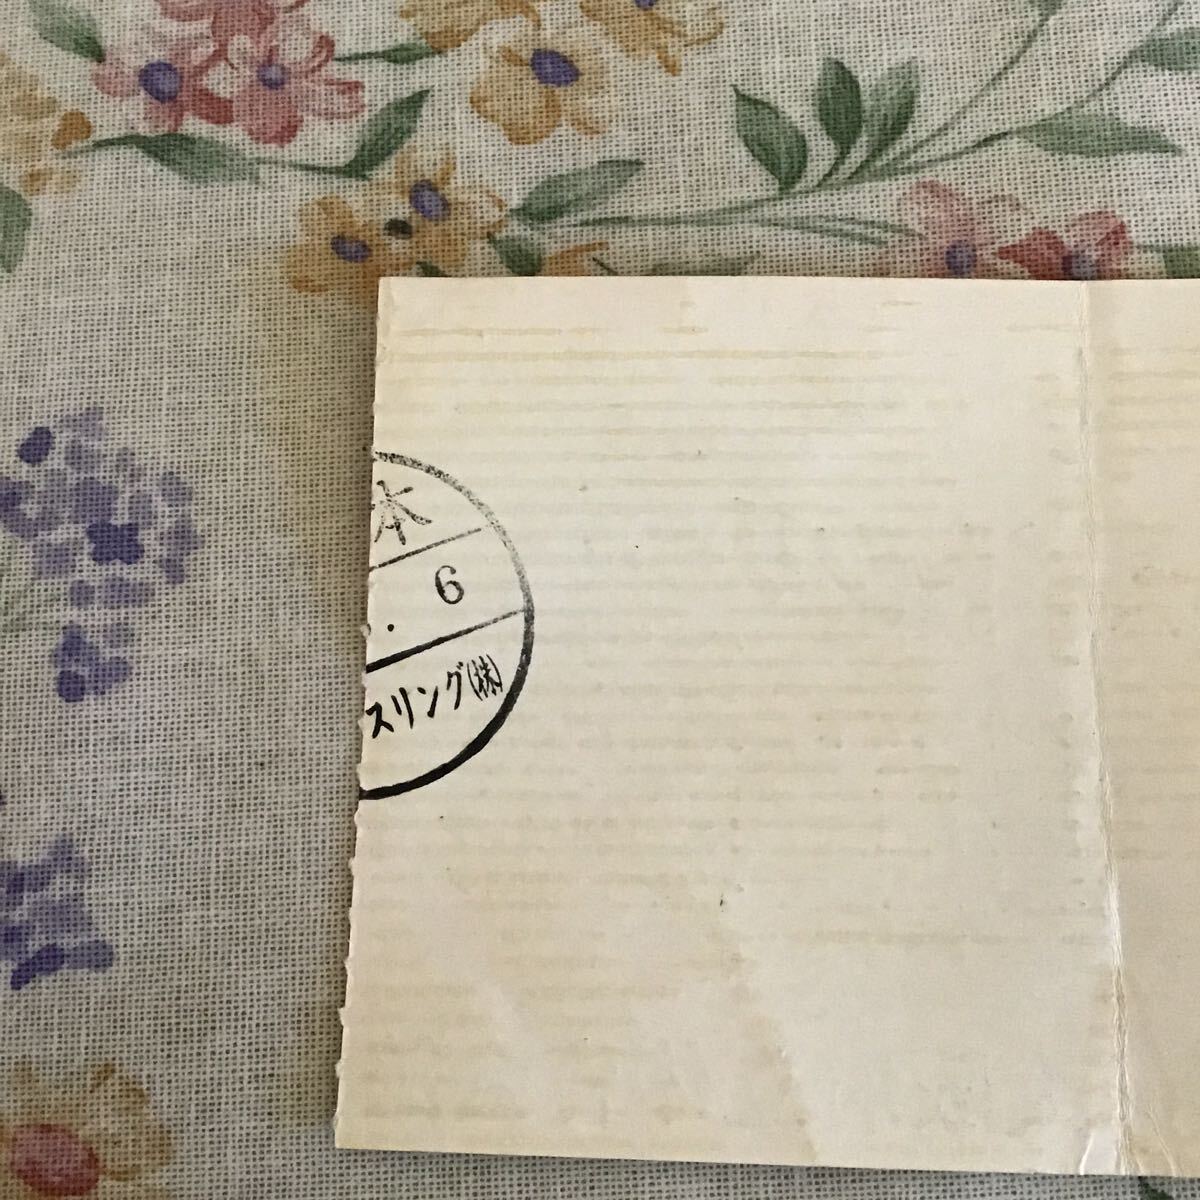 本
. 6
スリング(株)